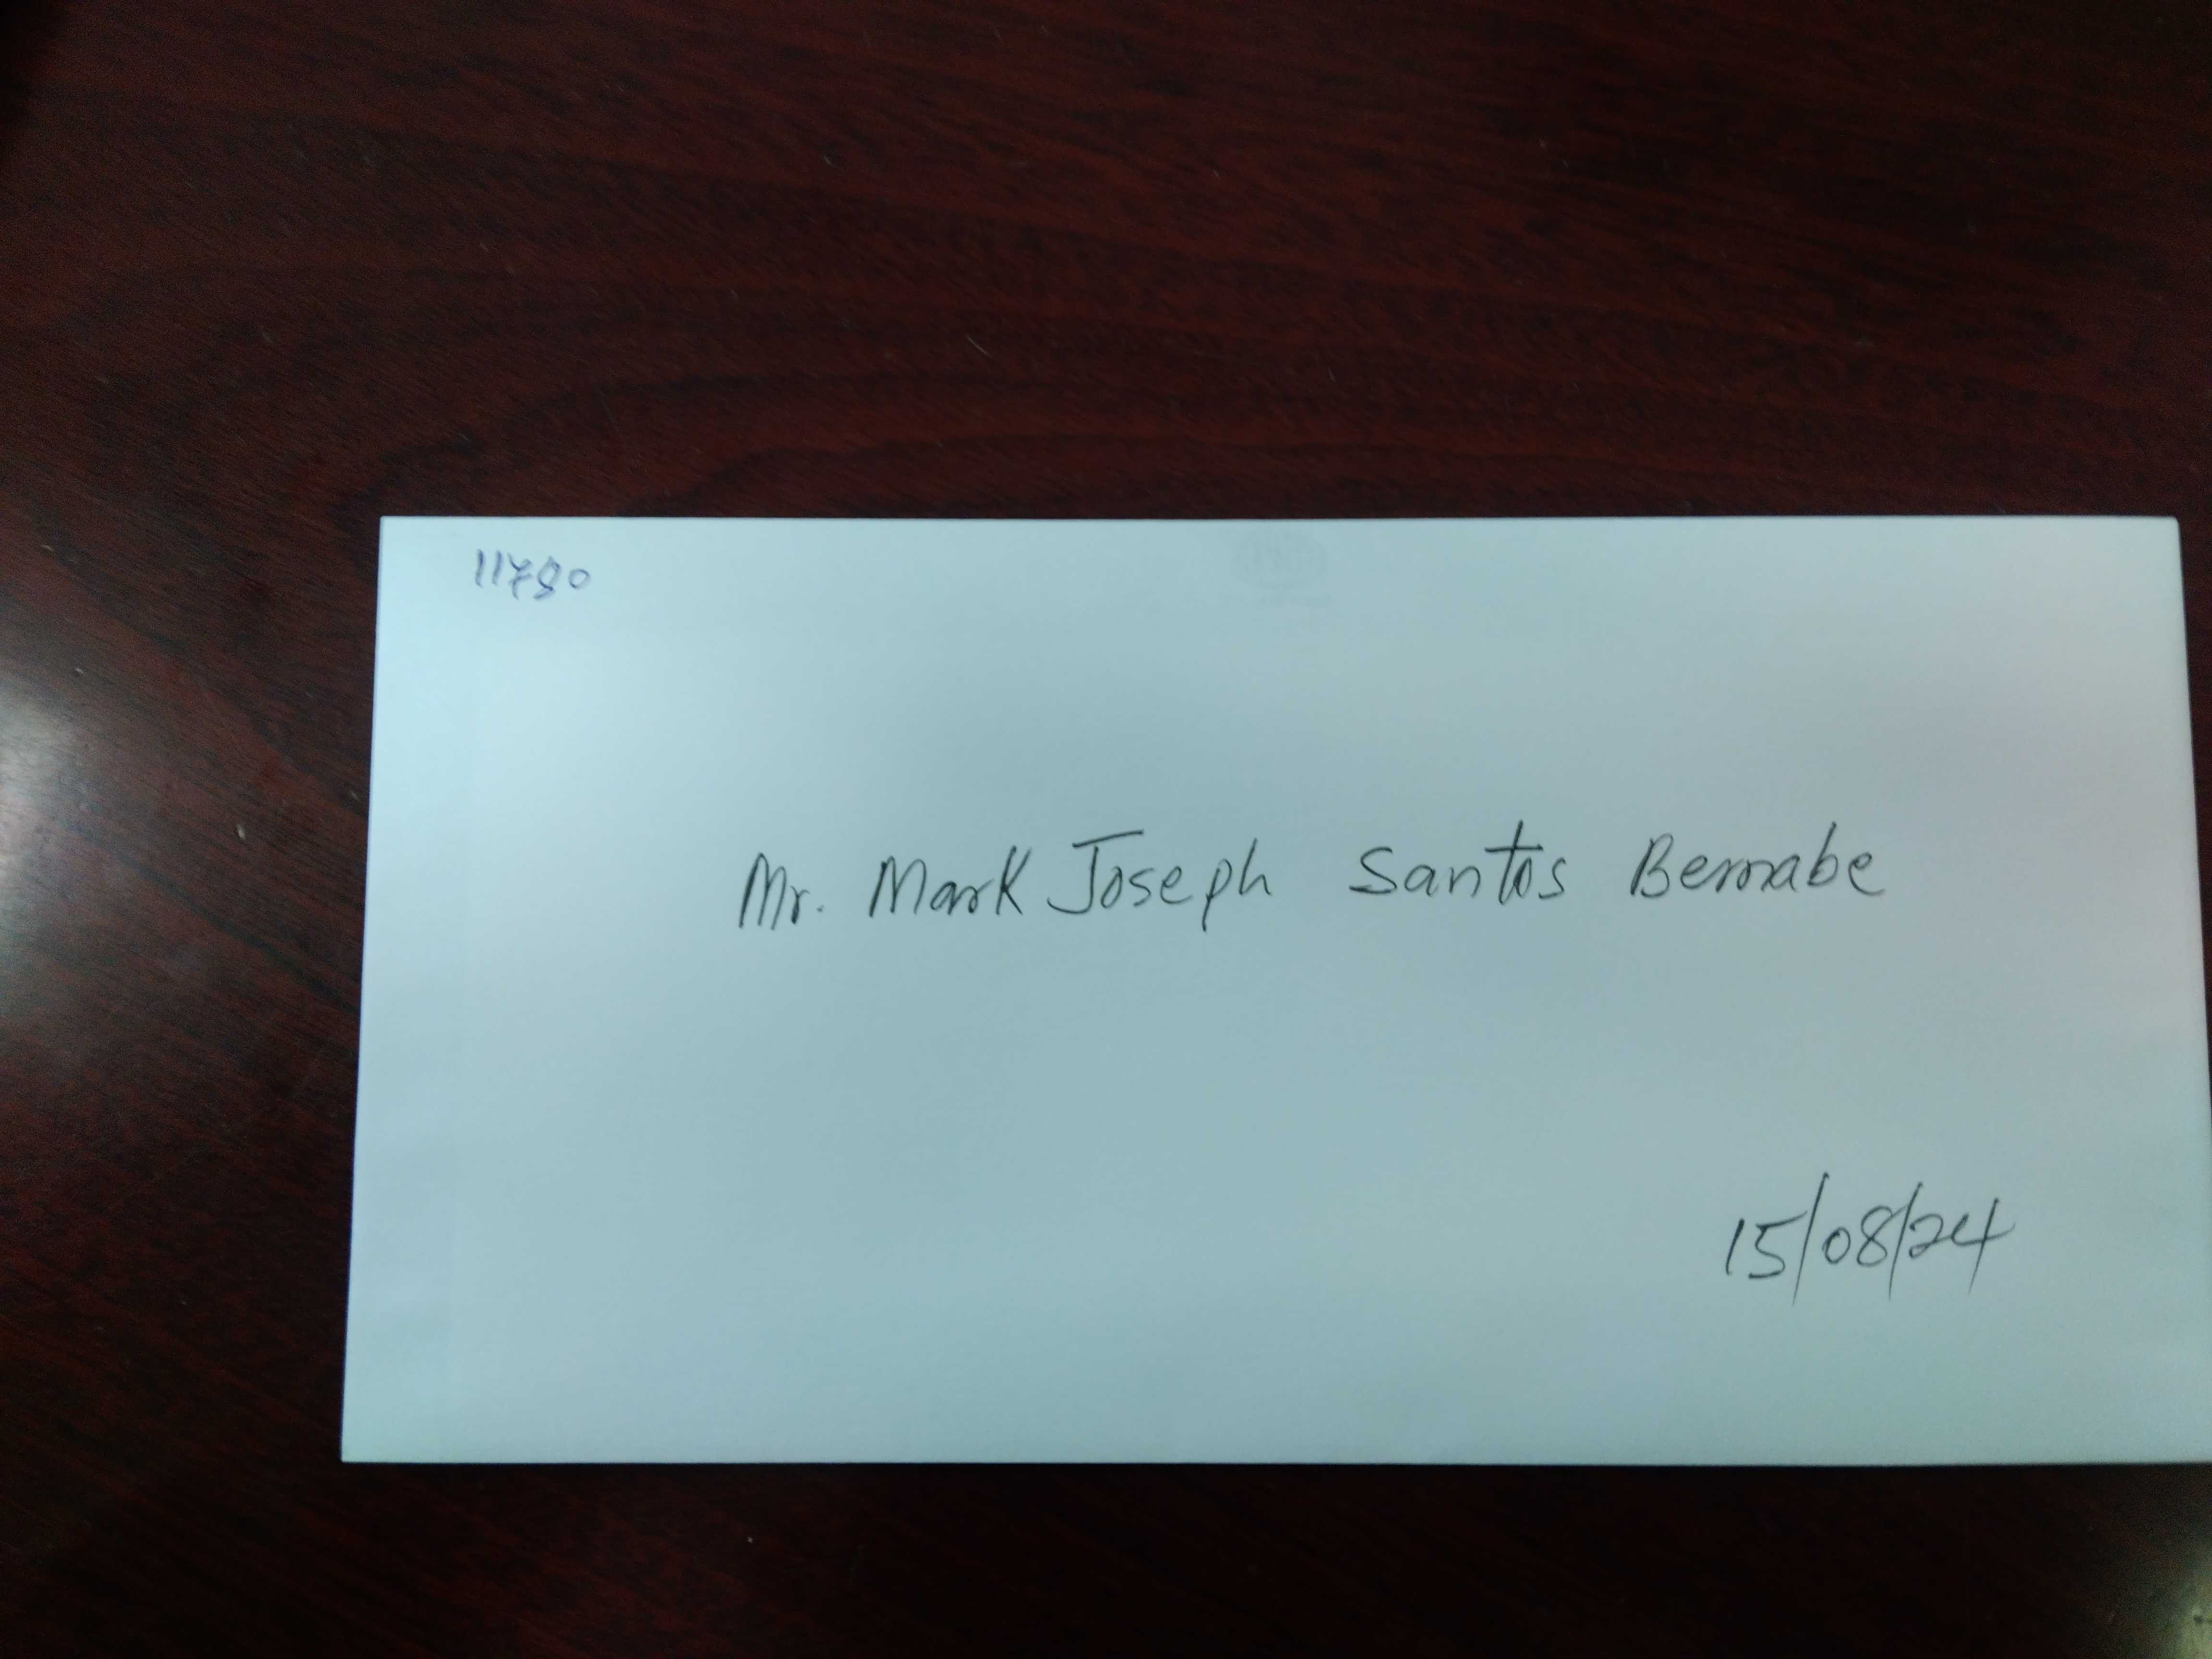 11780
Mr. Mark Joseph Santos Bernabe
15/08/24